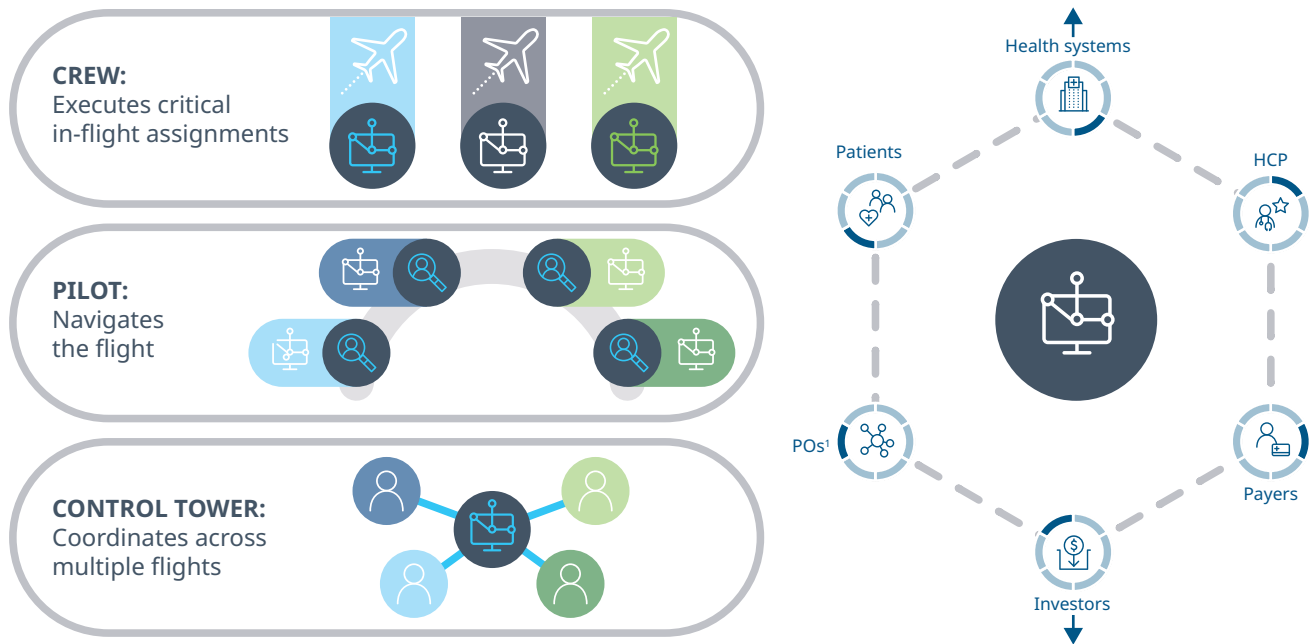 CREW:
Executes critical
in-flight assignments
PILOT:
Navigates
the flight
CONTROL TOWER:
Coordinates across
multiple flights
Health systems
Patients
HCP
POs¹
Payers
$
Investors